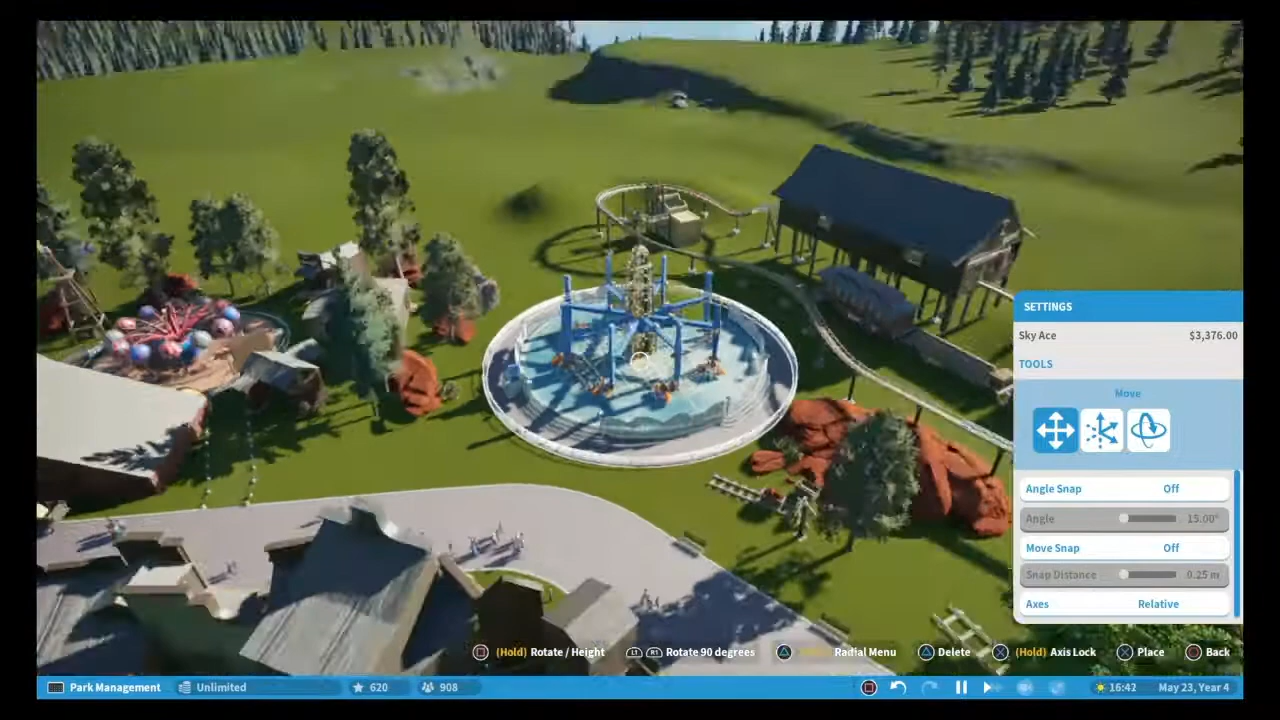 SETTINGS
Sky Ace $3,376.00
TOOLS
Move
Angle Snap Off
Angle 15.00°
Move Snap Off
Snap Distance 0.25 m
Axes Relative
(Hold) Rotate / Height L1 R1 Rotate 90 degrees Radial Menu Delete (Hold) Axis Lock Place Back
Park Management Unlimited 620 908 16:42 May 23, Year 4